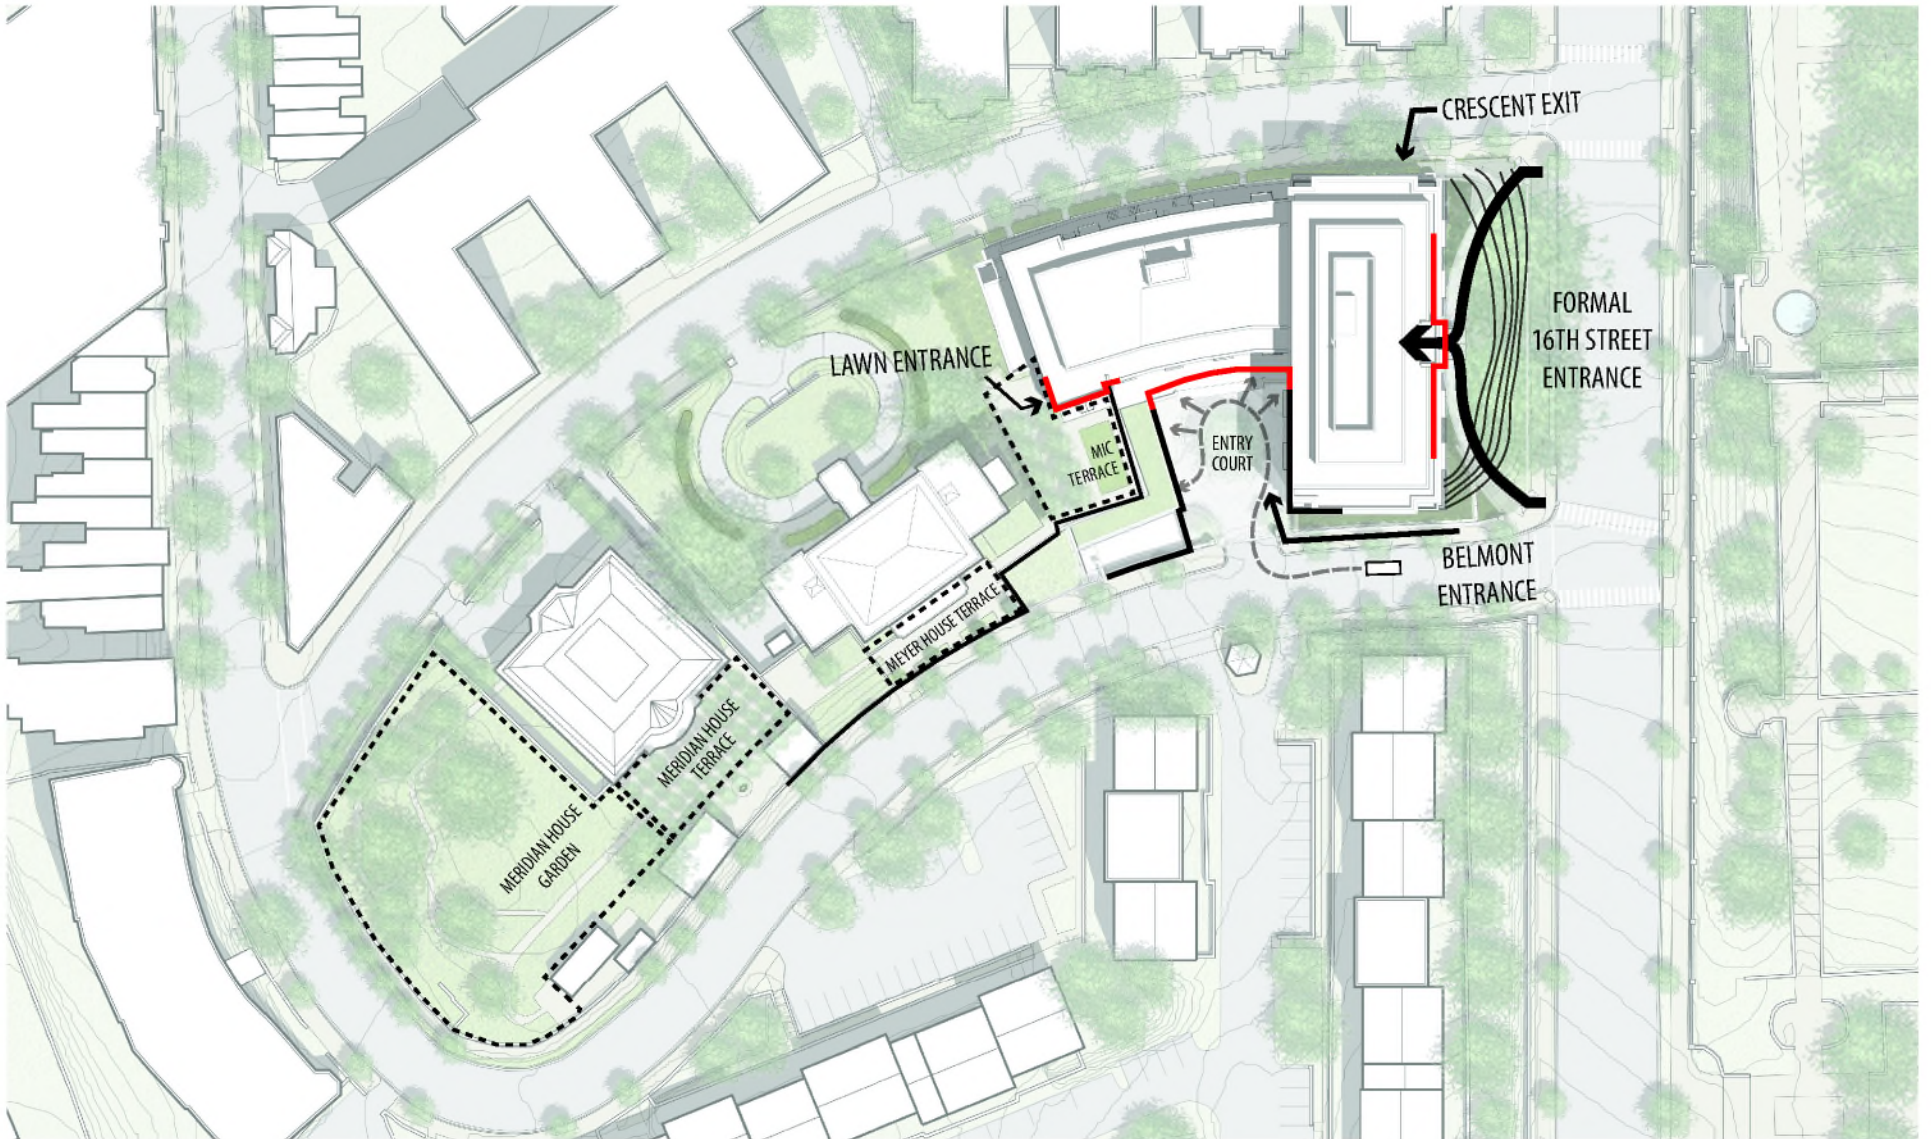 CRESCENT EXIT
FORMAL
16TH STREET
ENTRANCE
LAWN ENTRANCE
ENTRY
COURT
MIC
TERRACE
BELMONT
ENTRANCE
MEYER HOUSE TERRACE
MERIDIAN HOUSE
TERRACE
MERIDIAN HOUSE
GARDEN